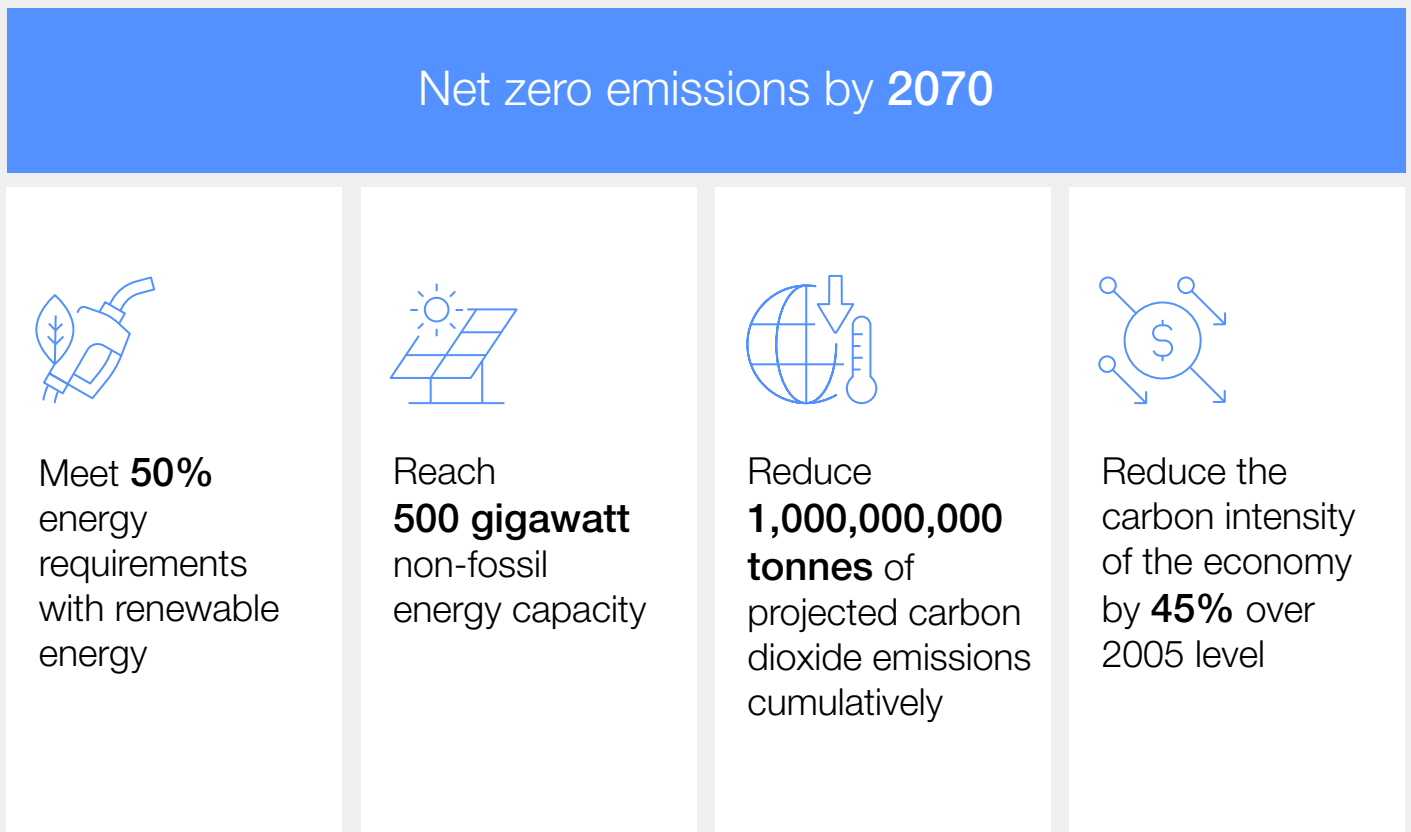 Net zero emissions by 2070
Meet 50%
energy
requirements
with renewable
energy
Reach
500 gigawatt
non-fossil
energy capacity
Reduce
1,000,000,000
tonnes of
projected carbon
dioxide emissions
cumulatively
Reduce the
carbon intensity
of the economy
by 45% over
2005 level